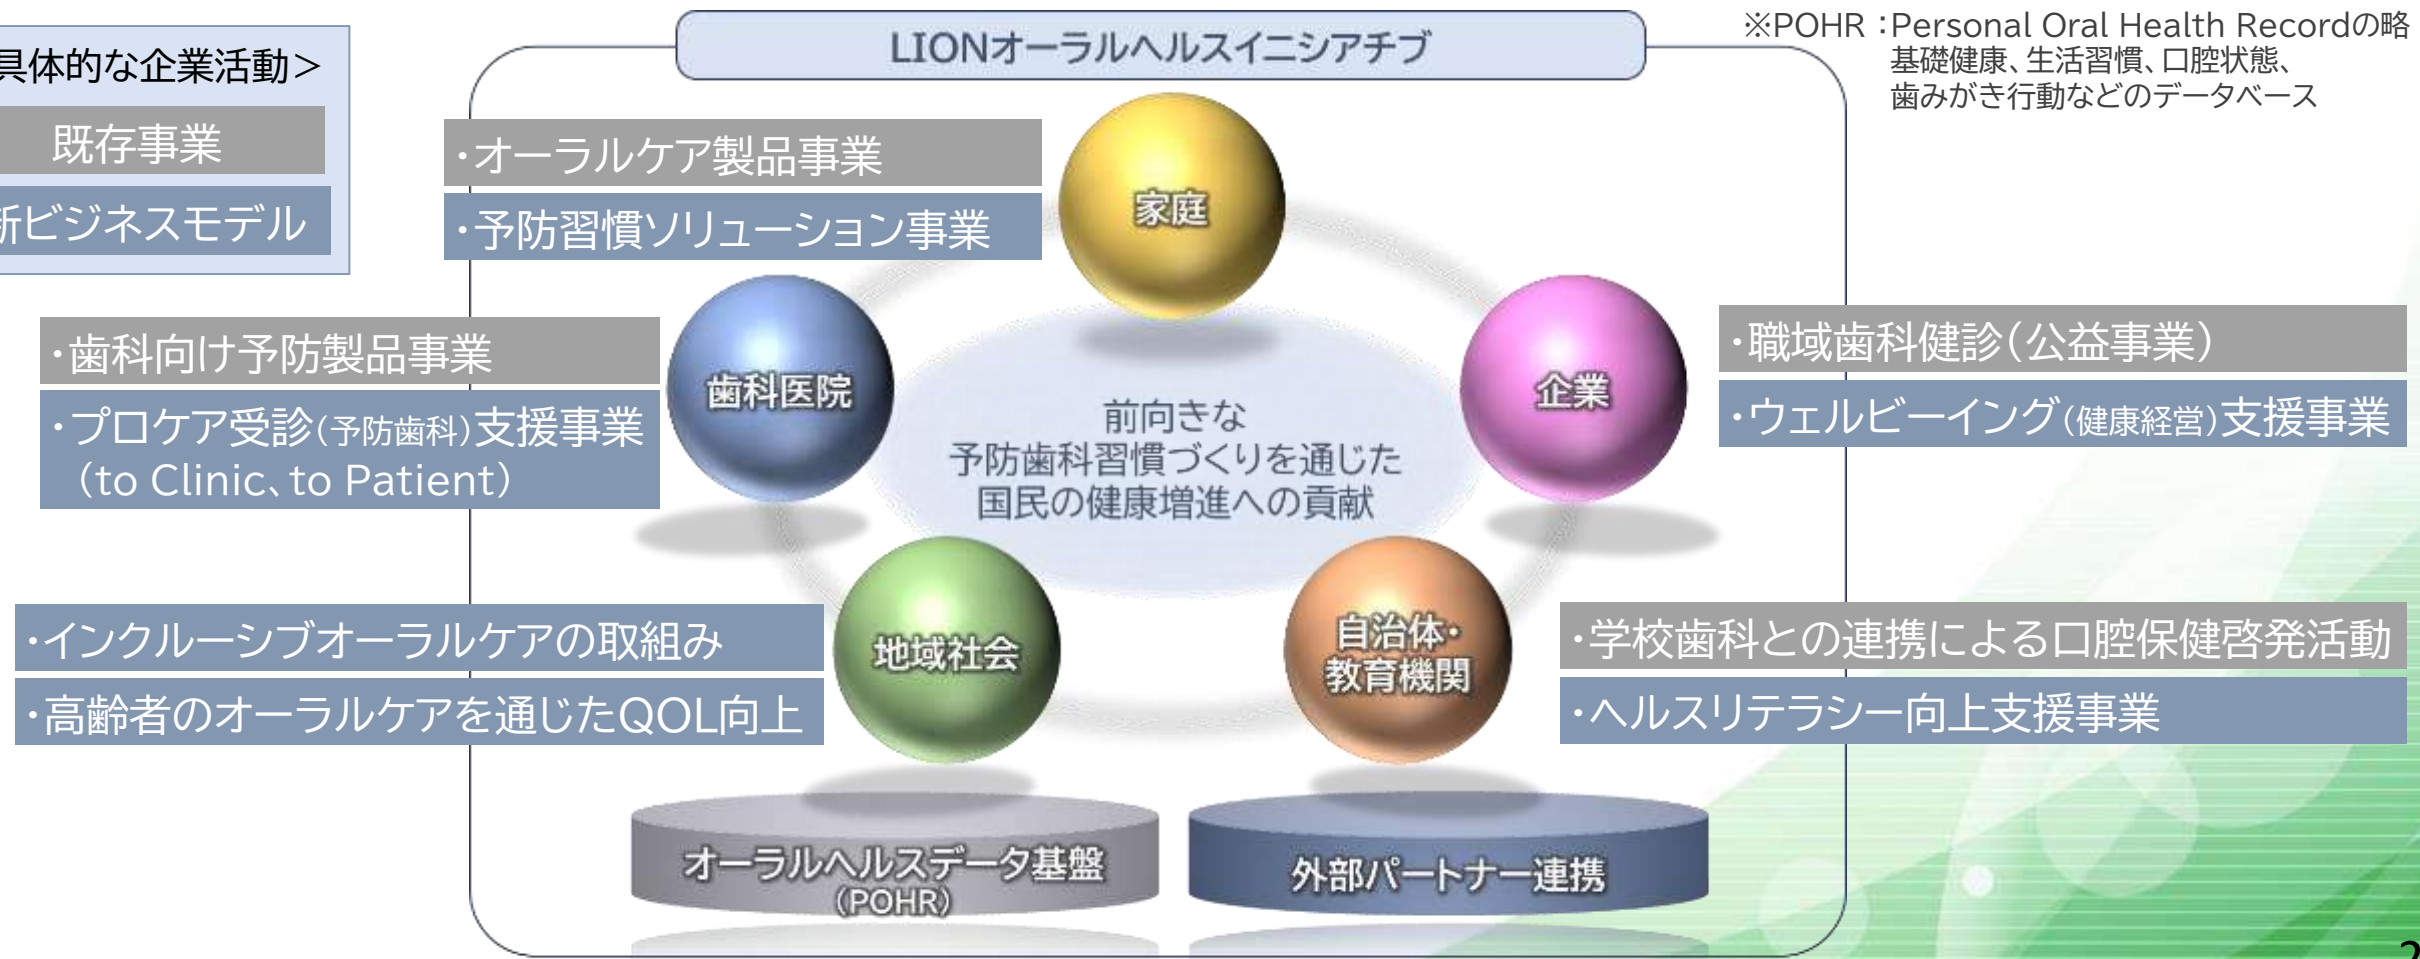 具体的な企業活動＞
既存事業
新ビジネスモデル
LIONオーラルヘルスイニシアチブ
※POHR：Personal Oral Health Recordの略
基礎健康、生活習慣、口腔状態、
歯みがき行動などのデータベース
・オーラルケア製品事業
・予防習慣ソリューション事業
家庭
・歯科向け予防製品事業
・プロケア受診(予防歯科)支援事業
（to Clinic、to Patient）
歯科医院
企業
・職域歯科健診（公益事業）
・ウェルビーイング(健康経営)支援事業
前向きな
予防歯科習慣づくりを通じた
国民の健康増進への貢献
・インクルーシブオーラルケアの取組み
・高齢者のオーラルケアを通じたQOL向上
地域社会
自治体・
教育機関
・学校歯科との連携による口腔保健啓発活動
・ヘルスリテラシー向上支援事業
オーラルヘルスデータ基盤
（POHR）
外部パートナー連携